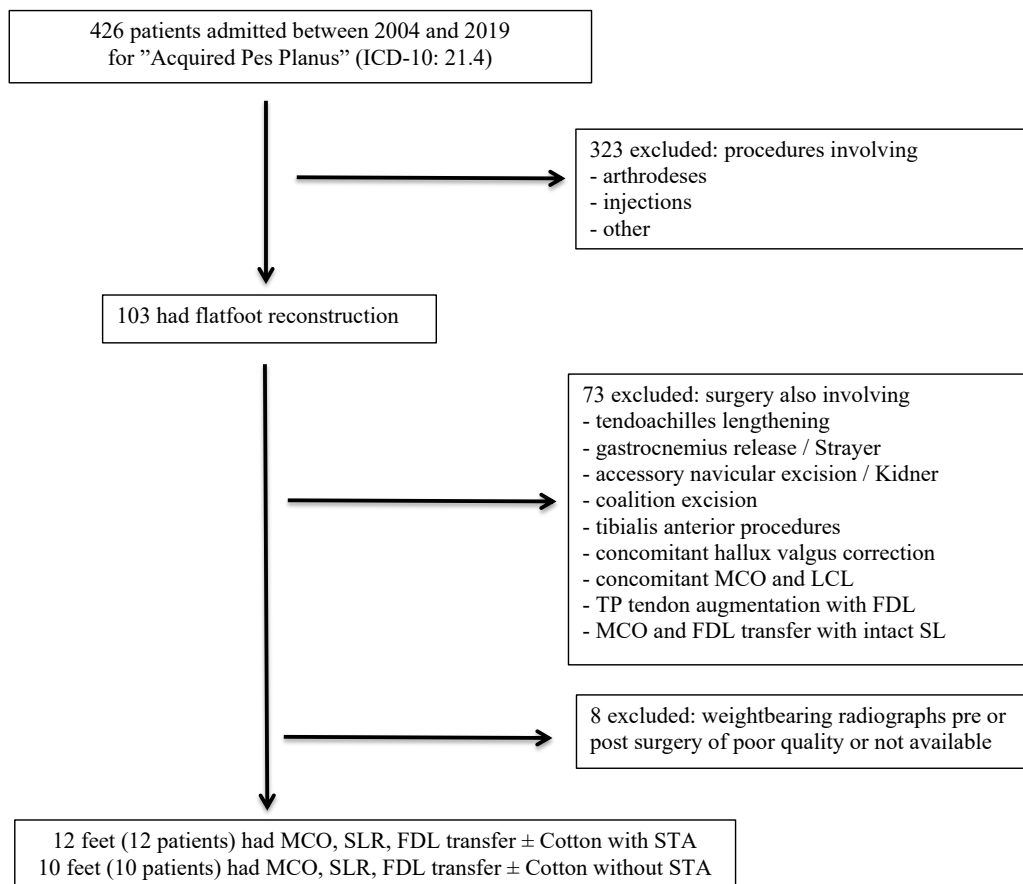 426 patients admitted between 2004 and 2019
for ”Acquired Pes Planus” (ICD-10: 21.4)
323 excluded: procedures involving
- arthrodeses
- injections
- other
103 had flatfoot reconstruction
73 excluded: surgery also involving
- tendoachilles lengthening
- gastrocnemius release / Strayer
- accessory navicular excision / Kidner
- coalition excision
- tibialis anterior procedures
- concomitant hallux valgus correction
- concomitant MCO and LCL
- TP tendon augmentation with FDL
- MCO and FDL transfer with intact SL
8 excluded: weightbearing radiographs pre or
post surgery of poor quality or not available
12 feet (12 patients) had MCO, SLR, FDL transfer ± Cotton with STA
10 feet (10 patients) had MCO, SLR, FDL transfer ± Cotton without STA